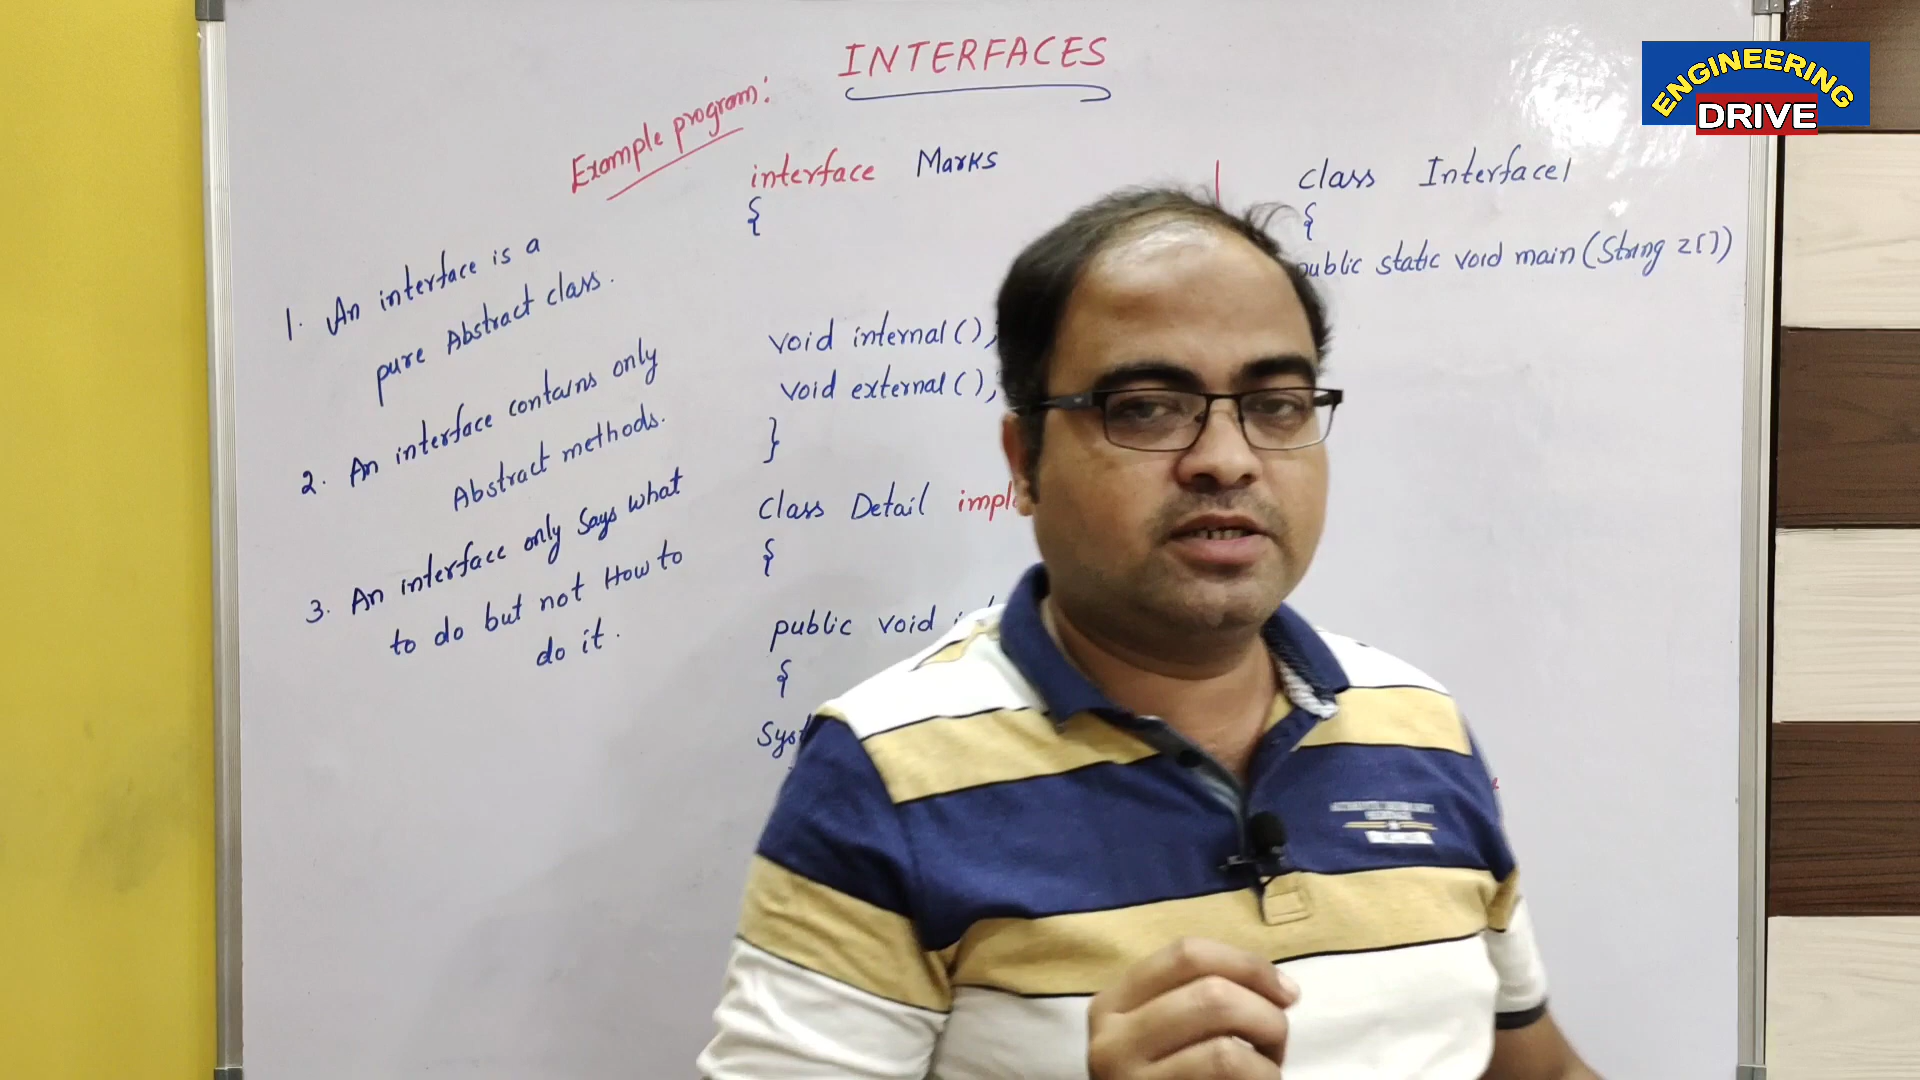 INTERFACES
ENGINEERING
DRIVE
Example program:
1. An interface is a
pure Abstract class.
2. An interface contains only
Abstract methods.
3. An interface only says what
to do but not How to
do it.
interface Marks
{
void internal();
void external();
}
class Detail
{
public void
{
class Interface1
{
public static void main(String z[])